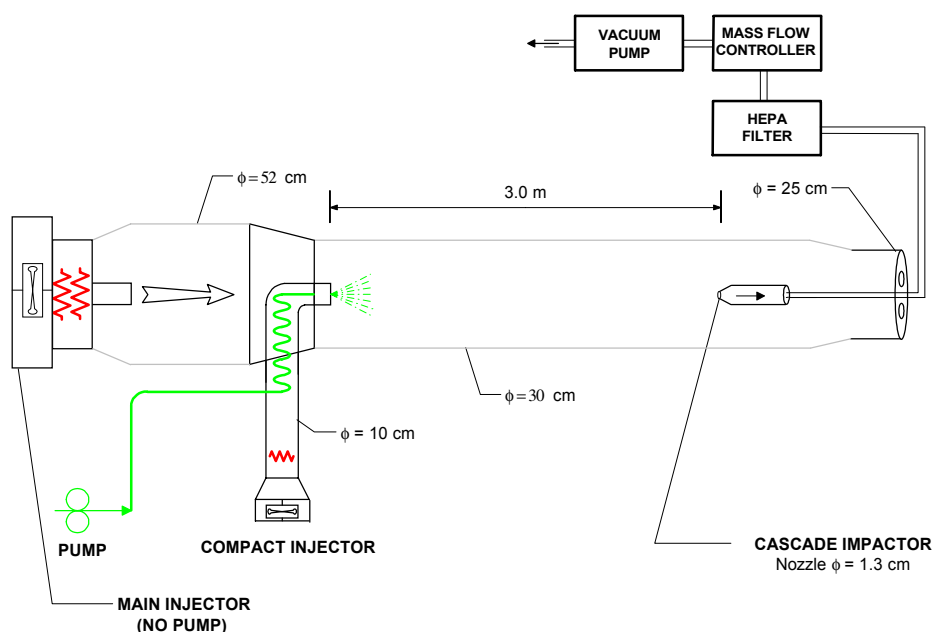 VACUUM
PUMP
MASS FLOW
CONTROLLER
HEPA
FILTER
ϕ=52 cm
3.0 m
ϕ = 25 cm
ϕ=30 cm
ϕ = 10 cm
PUMP
COMPACT INJECTOR
CASCADE IMPACTOR
Nozzle ϕ = 1.3 cm
MAIN INJECTOR
(NO PUMP)